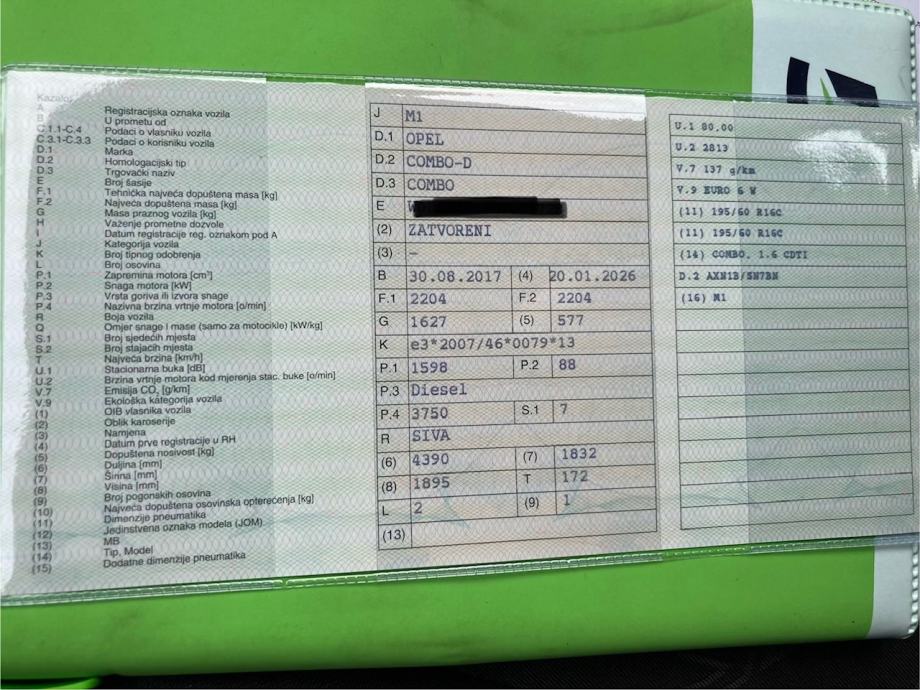 Kazalo
A Registracijska oznaka vozila
B U prometu od
C.1.1-C.4 Podaci o vlasniku vozila
C.3.1-C.3.3 Podaci o korisniku vozila
D.1 Marka
D.2 Homologacijski tip
D.3 Trgovački naziv
E Broj šasije
F.1 Tehnička najveća dopuštena masa [kg]
F.2 Najveća dopuštena masa [kg]
G Masa praznog vozila [kg]
H Važenje prometne dozvole
I Datum registracije reg. oznakom pod A
J Kategorija vozila
K Broj tipnog odobrenja
L Broj osovina
P.1 Zapremina motora [cm³]
P.2 Snaga motora [kW]
P.3 Vrsta goriva ili izvora snage
P.4 Nazivna brzina vrtnje motora [o/min]
R Boja vozila
Q Omjer snage i mase (samo za motocikle) [kW/kg]
S.1 Broj sjedećih mjesta
S.2 Broj stajaćih mjesta
T Najveća brzina [km/h]
U.1 Stacionarna buka [dB]
U.2 Brzina vrtnje motora kod mjerenja stac. buke [o/min]
V.7 Emisija CO₂ [g/km]
V.9 Ekološka kategorija vozila
(1) OIB vlasnika vozila
(2) Oblik karoserije
(3) Namjena
(4) Datum prve registracije u RH
(5) Dopuštena nosivost [kg]
(6) Duljina [mm]
(7) Širina [mm]
(8) Visina [mm]
(9) Broj pogonskih osovina
(10) Najveća dopuštena osovinska opterećenja [kg]
(11) Dimenzije pneumatika
(12) Jedinstvena oznaka modela (JOM)
(13) MB
(14) Tip, Model
(15) Dodatne dimenzije pneumatika
J M1
D.1 OPEL
D.2 COMBO-D
D.3 COMBO
E W
(2) ZATVORENI
(3) –
B 30.08.2017 (4) 20.01.2026
F.1 2204 F.2 2204
G 1627 (5) 577
K e3*2007/46*0079*13
P.1 1598 P.2 88
P.3 Diesel
P.4 3750 S.1 7
R SIVA
(6) 4390 (7) 1832
(8) 1895 T 172
L 2 (9) 1
(13)
U.1 80,00
U.2 2813
V.7 137 g/km
V.9 EURO 6 W
(11) 195/60 R16C
(11) 195/60 R16C
(14) COMBO, 1.6 CDTI
D.2 AXN1B/SN7BN
(16) M1